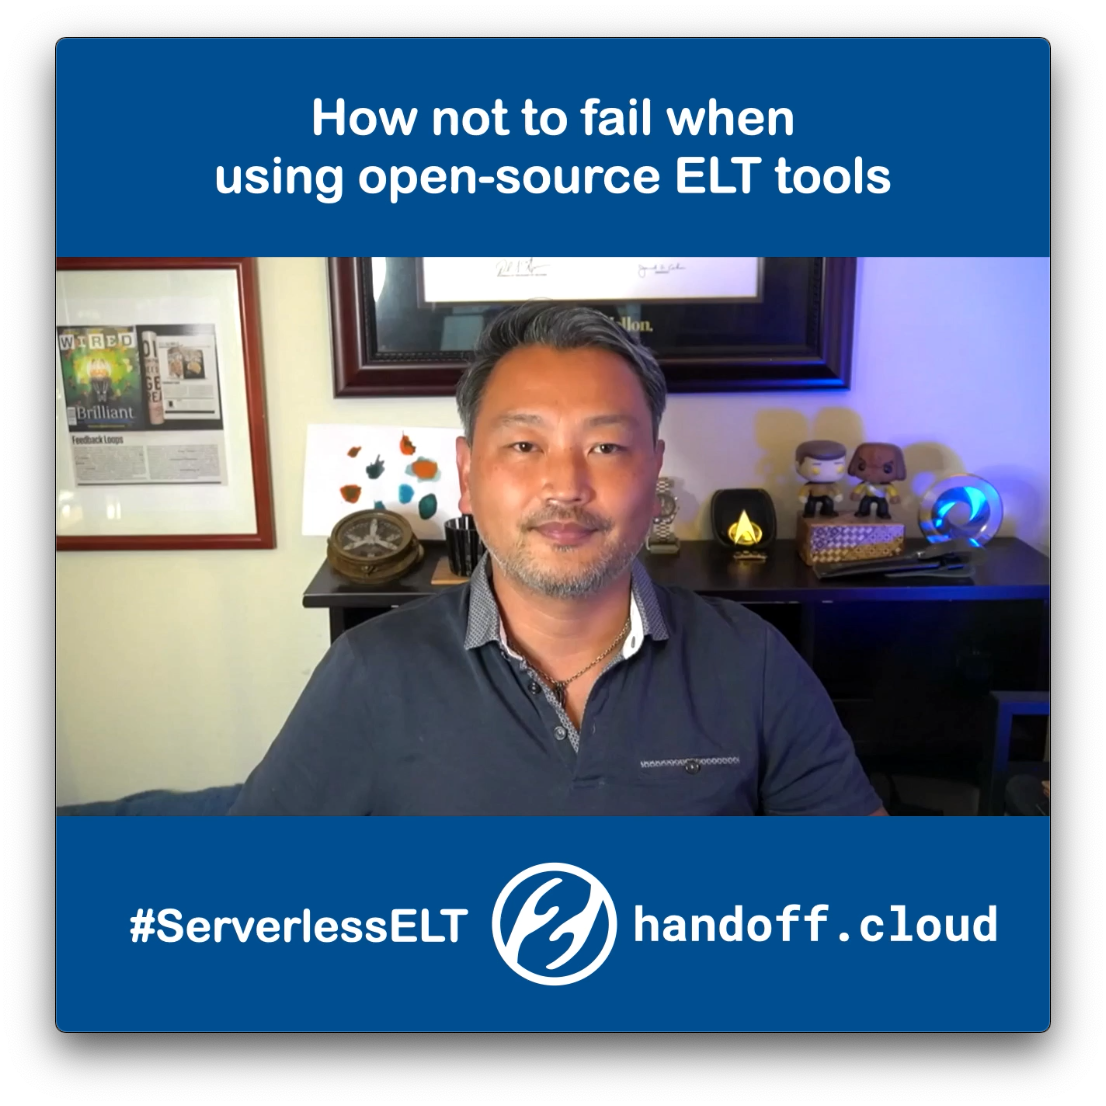 How not to fail when
using open-source ELT tools
WIRED
Brilliant
Feedback Loops
#ServerlessELT
handoff.cloud